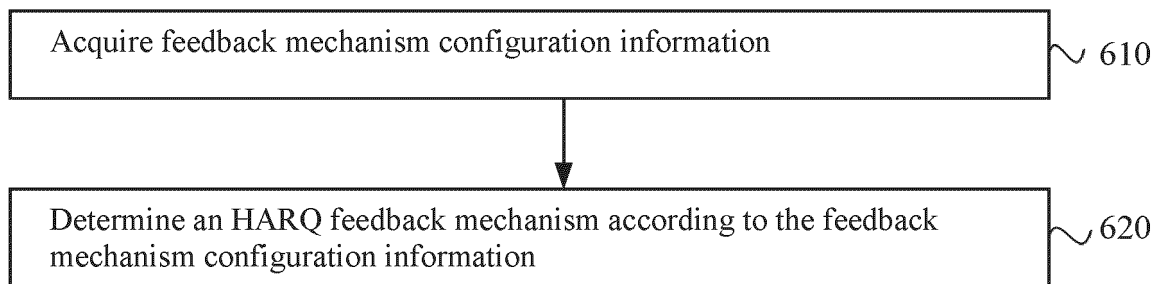 Acquire feedback mechanism configuration information
610
Determine an HARQ feedback mechanism according to the feedback
mechanism configuration information
620